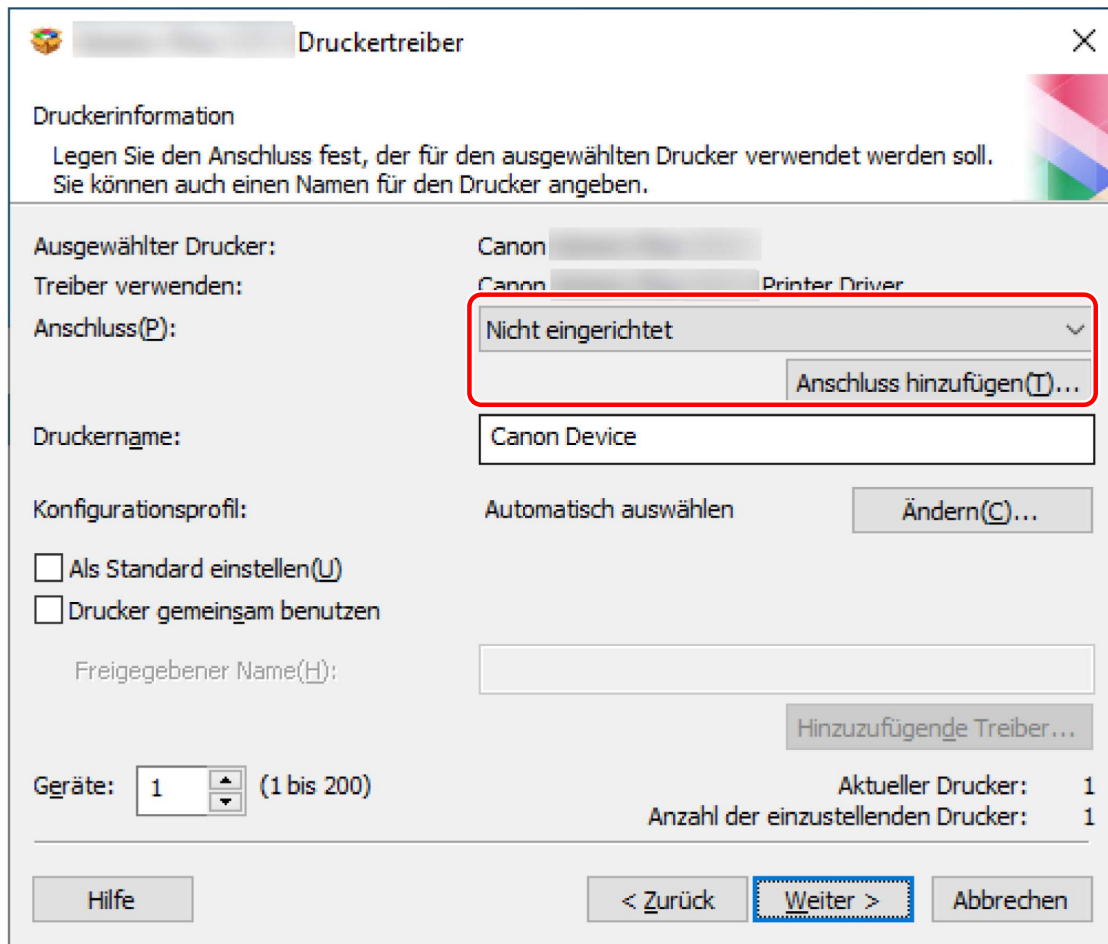 Druckertreiber
Druckerinformation
Legen Sie den Anschluss fest, der für den ausgewählten Drucker verwendet werden soll.
Sie können auch einen Namen für den Drucker angeben.
Ausgewählter Drucker: Canon
Treiber verwenden: Canon Printer Driver
Anschluss(P): Nicht eingerichtet
Anschluss hinzufügen(T)...
Druckername: Canon Device
Konfigurationsprofil: Automatisch auswählen Ändern(C)...
Als Standard einstellen(U)
Drucker gemeinsam benutzen
Freigegebener Name(H):
Hinzuzufügende Treiber...
Geräte: 1 (1 bis 200) Aktueller Drucker: 1
Anzahl der einzustellenden Drucker: 1
Hilfe < Zurück Weiter > Abbrechen